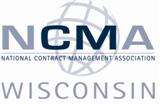 NCMA
NATIONAL CONTRACT MANAGEMENT ASSOCIATION
WISCONSIN